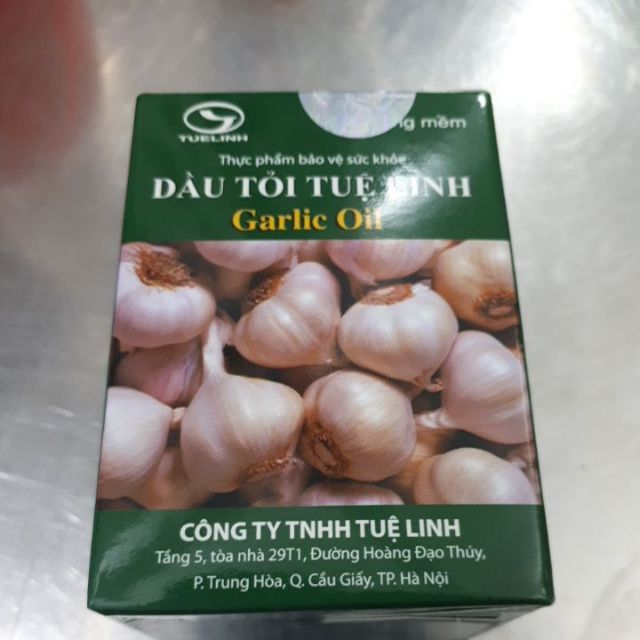 TUELINH
mềm
Thực phẩm bảo vệ sức khỏe
DẦU TỎI TUỆ LINH
Garlic Oil
CÔNG TY TNHH TUỆ LINH
Tầng 5, tòa nhà 29T1, Đường Hoàng Đạo Thúy,
P. Trung Hòa, Q. Cầu Giấy, TP. Hà Nội